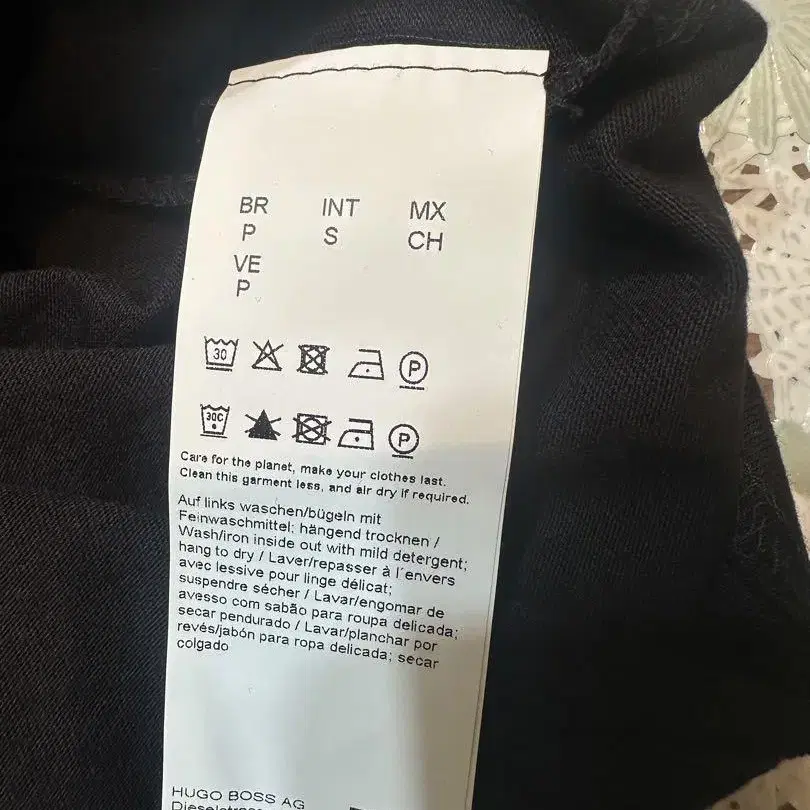 BR INT MX
P S CH
VE
P
30 P
30C P
Care for the planet, make your clothes last.
Clean this garment less, and air dry if required.
Auf links waschen/bügeln mit
Feinwaschmittel; hängend trocknen /
Wash/iron inside out with mild detergent;
hang to dry / Laver/repasser à l´envers
avec lessive pour linge délicat;
suspendre sécher / Lavar/engomar de
avesso com sabão para roupa delicada;
secar pendurado / Lavar/planchar por
revés/jabón para ropa delicada; secar
colgado
HUGO BOSS AG